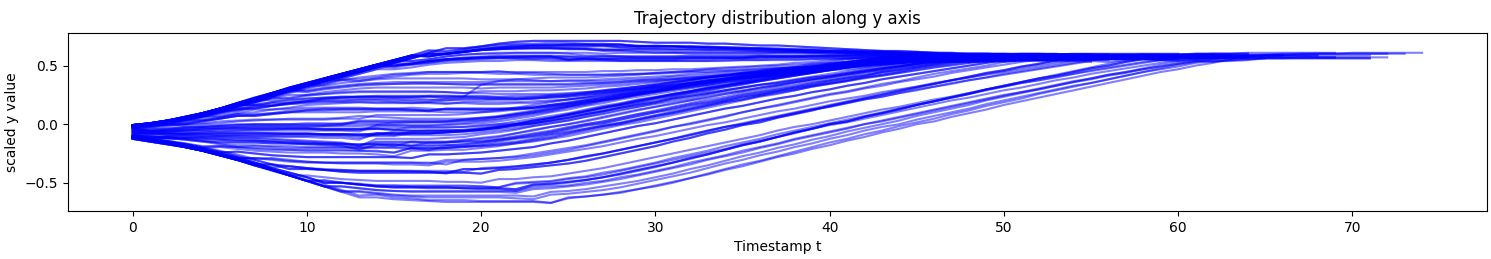 Trajectory distribution along y axis
scaled y value
0.5
0.0
−0.5
0 10 20 30 40 50 60 70
Timestamp t